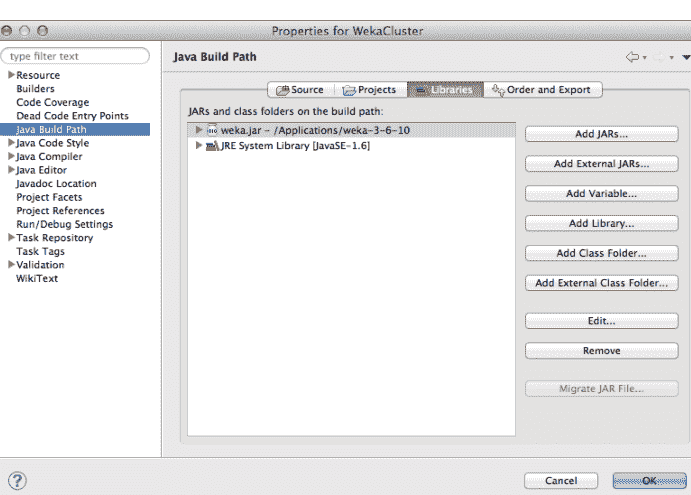 Properties for WekaCluster
type filter text
Resource
Builders
Code Coverage
Dead Code Entry Points
Java Build Path
Java Code Style
Java Compiler
Java Editor
Javadoc Location
Project Facets
Project References
Run/Debug Settings
Task Repository
Task Tags
Validation
WikiText
Java Build Path
Source Projects Libraries Order and Export
JARs and class folders on the build path:
weka.jar - /Applications/weka-3-6-10
JRE System Library [JavaSE-1.6]
Add JARs...
Add External JARs...
Add Variable...
Add Library...
Add Class Folder...
Add External Class Folder...
Edit...
Remove
Migrate JAR File...
?
Cancel OK